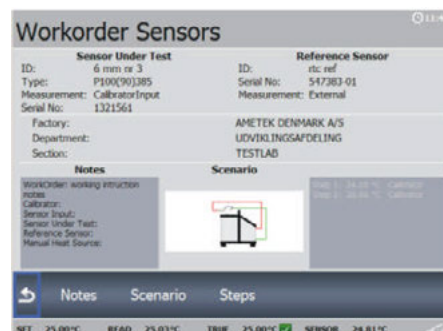 Workorder Sensors
Sensor Under Test
ID: 6 mm nr 3
Type: P100(90)385
Measurement: CalibratorInput
Serial No: 1321561
Reference Sensor
ID: rtc ref
Serial No: 547383-01
Measurement: External
Factory: AMETEK DENMARK A/S
Department: UDVIKLINGSAFDELING
Section: TESTLAB
Notes
WorkOrder: working intruction
notes
Calibrator:
Sensor Input:
Sensor Under Test:
Reference Sensor:
Manual Heat Source:
Scenario
Notes Scenario Steps
SET 25.00°C READ 25.03°C TRUE 25.00°C SENSOR 24.81°C